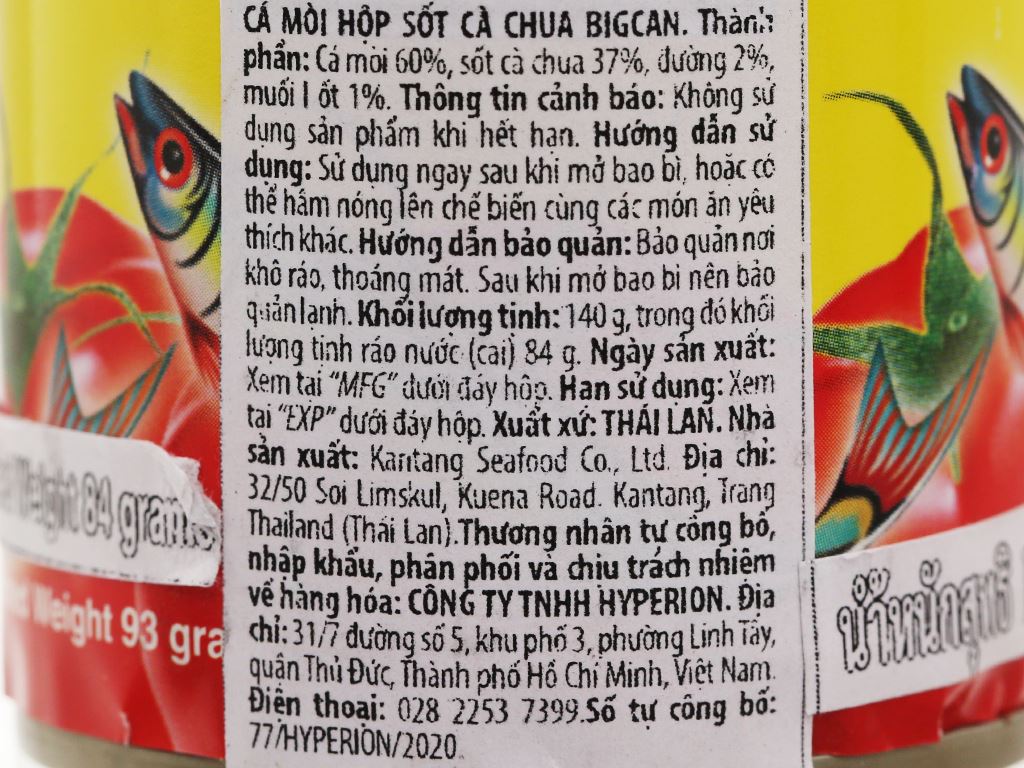 CÁ MÒI HỘP SỐT CÀ CHUA BIGCAN. Thành
phần: Cá mòi 60%, sốt cà chua 37%, đường 2%,
muối I ớt 1%. Thông tin cảnh báo: Không sử
dụng sản phẩm khi hết hạn. Hướng dẫn sử
dụng: Sử dụng ngay sau khi mở bao bì, hoặc có
thể hâm nóng lên chế biến cùng các món ăn yêu
thích khác. Hướng dẫn bảo quản: Bảo quản nơi
khô ráo, thoáng mát. Sau khi mở bao bì nên bảo
quản lạnh. Khối lượng tịnh: 140 g, trong đó khối
lượng tịnh ráo nước (cái) 84 g. Ngày sản xuất:
Xem tại “MFG” dưới đáy hộp. Hạn sử dụng: Xem
tại “EXP” dưới đáy hộp. Xuất xứ: THÁI LAN. Nhà
sản xuất: Kantang Seafood Co., Ltd. Địa chỉ:
32/50 Soi Limskul, Kuena Road. Kantang, Trang
Thailand (Thái Lan).Thương nhân tự công bố,
nhập khẩu, phân phối và chịu trách nhiệm
về hàng hóa: CÔNG TY TNHH HYPERION. Địa
chỉ: 31/7 đường số 5, khu phố 3, phường Linh Tây,
quận Thủ Đức, Thành phố Hồ Chí Minh, Việt Nam.
Điện thoại: 028 2253 7399.Số tự công bố:
77/HYPERION/2020.
Weight 84 grams
Weight 93 gra
น้ำหนักสุทธิ